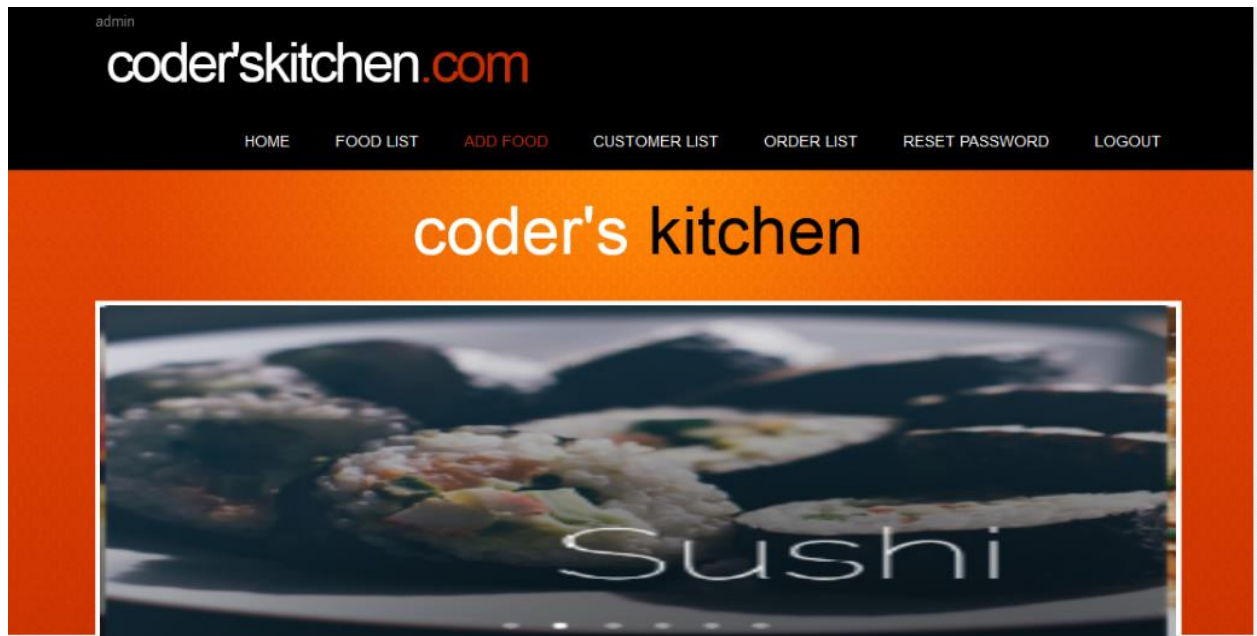 admin
coder'skitchen.com
HOME FOOD LIST ADD FOOD CUSTOMER LIST ORDER LIST RESET PASSWORD LOGOUT
coder's kitchen
Sushi